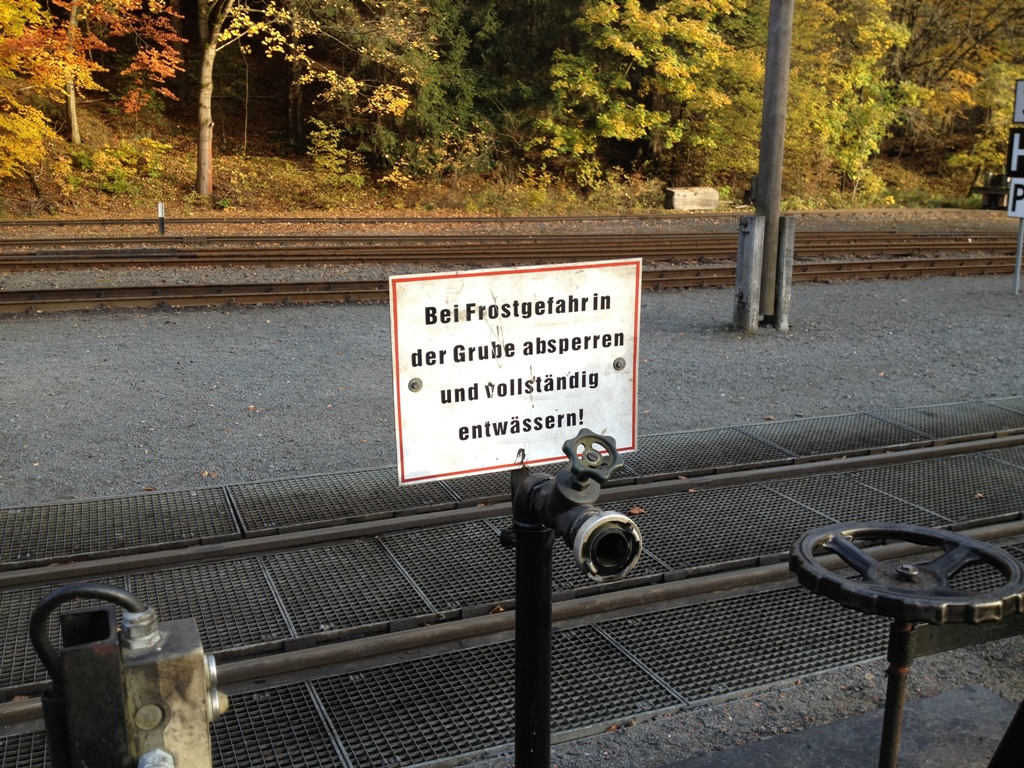 Bei Frostgefahr in
der Grube absperren
und vollständig
entwässern!
H
P